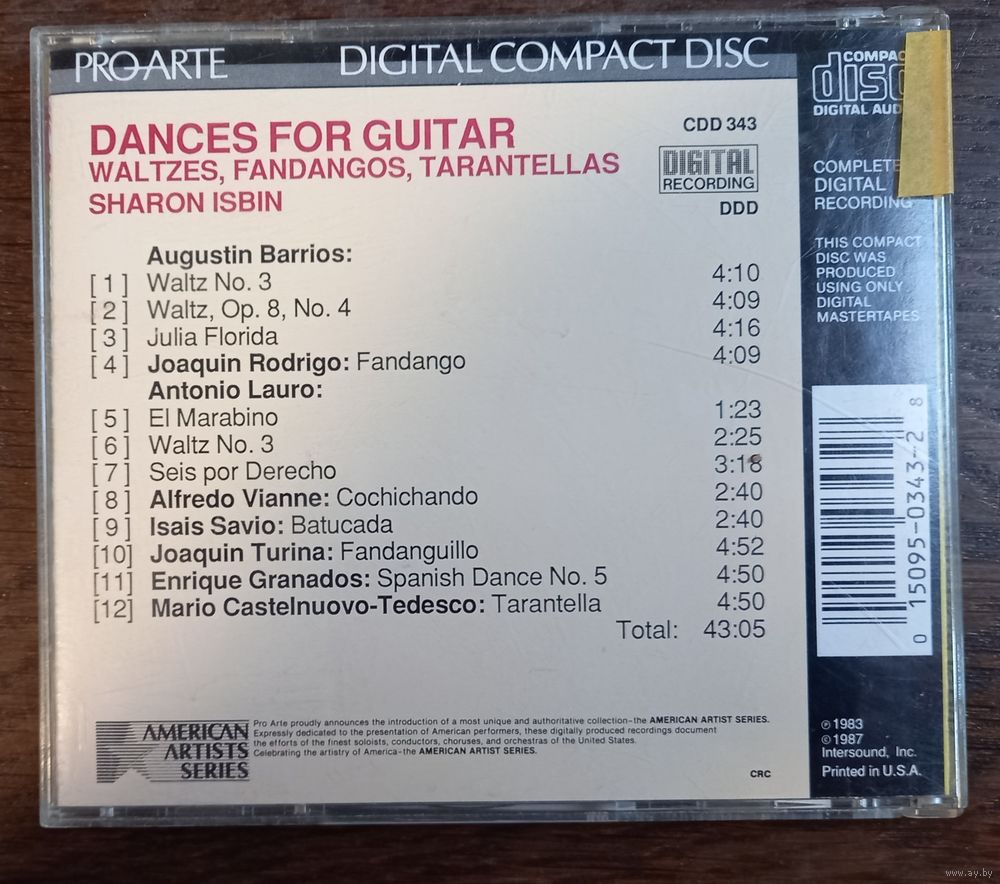 PRO·ARTE DIGITAL COMPACT DISC
DANCES FOR GUITAR
WALTZES, FANDANGOS, TARANTELLAS
SHARON ISBIN
CDD 343
DIGITAL
RECORDING
DDD
Augustin Barrios:
[ 1 ] Waltz No. 3 4:10
[ 2 ] Waltz, Op. 8, No. 4 4:09
[ 3 ] Julia Florida 4:16
[ 4 ] Joaquin Rodrigo: Fandango 4:09
Antonio Lauro:
[ 5 ] El Marabino 1:23
[ 6 ] Waltz No. 3 2:25
[ 7 ] Seis por Derecho 3:18
[ 8 ] Alfredo Vianne: Cochichando 2:40
[ 9 ] Isais Savio: Batucada 2:40
[10] Joaquin Turina: Fandanguillo 4:52
[11] Enrique Granados: Spanish Dance No. 5 4:50
[12] Mario Castelnuovo-Tedesco: Tarantella 4:50
Total: 43:05
AMERICAN
ARTISTS
SERIES
Pro Arte proudly announces the introduction of a most unique and authoritative collection–the AMERICAN ARTIST SERIES.
Expressly dedicated to the presentation of American performers, these digitally produced recordings document
the efforts of the finest soloists, conductors, choruses, and orchestras of the United States.
Celebrating the artistry of America–the AMERICAN ARTIST SERIES.
CRC
COMPAC
disc
DIGITAL AUD
COMPLETE
DIGITAL
RECORDING
THIS COMPACT
DISC WAS
PRODUCED
USING ONLY
DIGITAL
MASTERTAPES
0 15095-0343-2 8
℗ 1983
© 1987
Intersound, Inc.
Printed in U.S.A.
www.ay.by